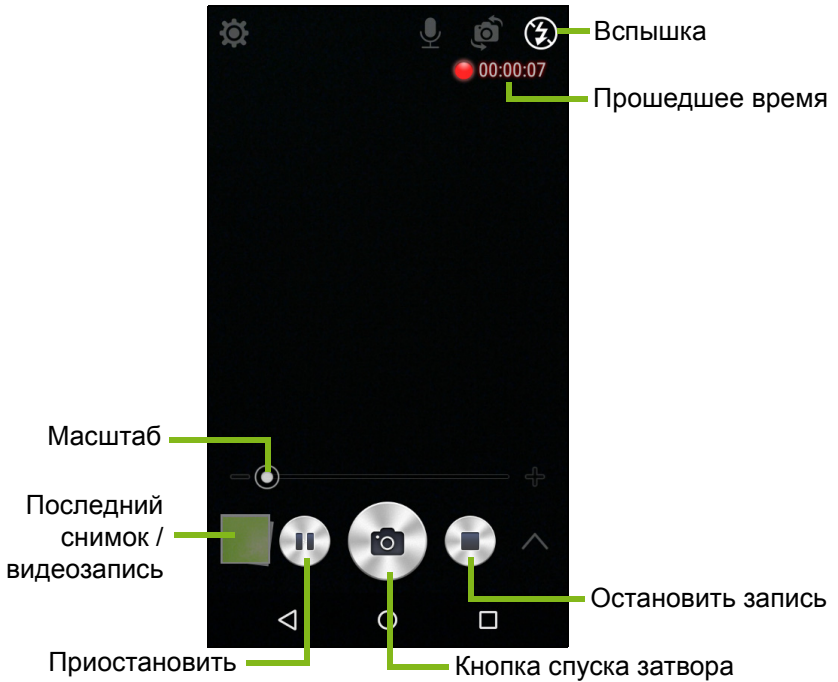 Вспышка
00:00:07
Прошедшее время
Масштаб
Последний
снимок /
видеозапись
Остановить запись
Приостановить
Кнопка спуска затвора